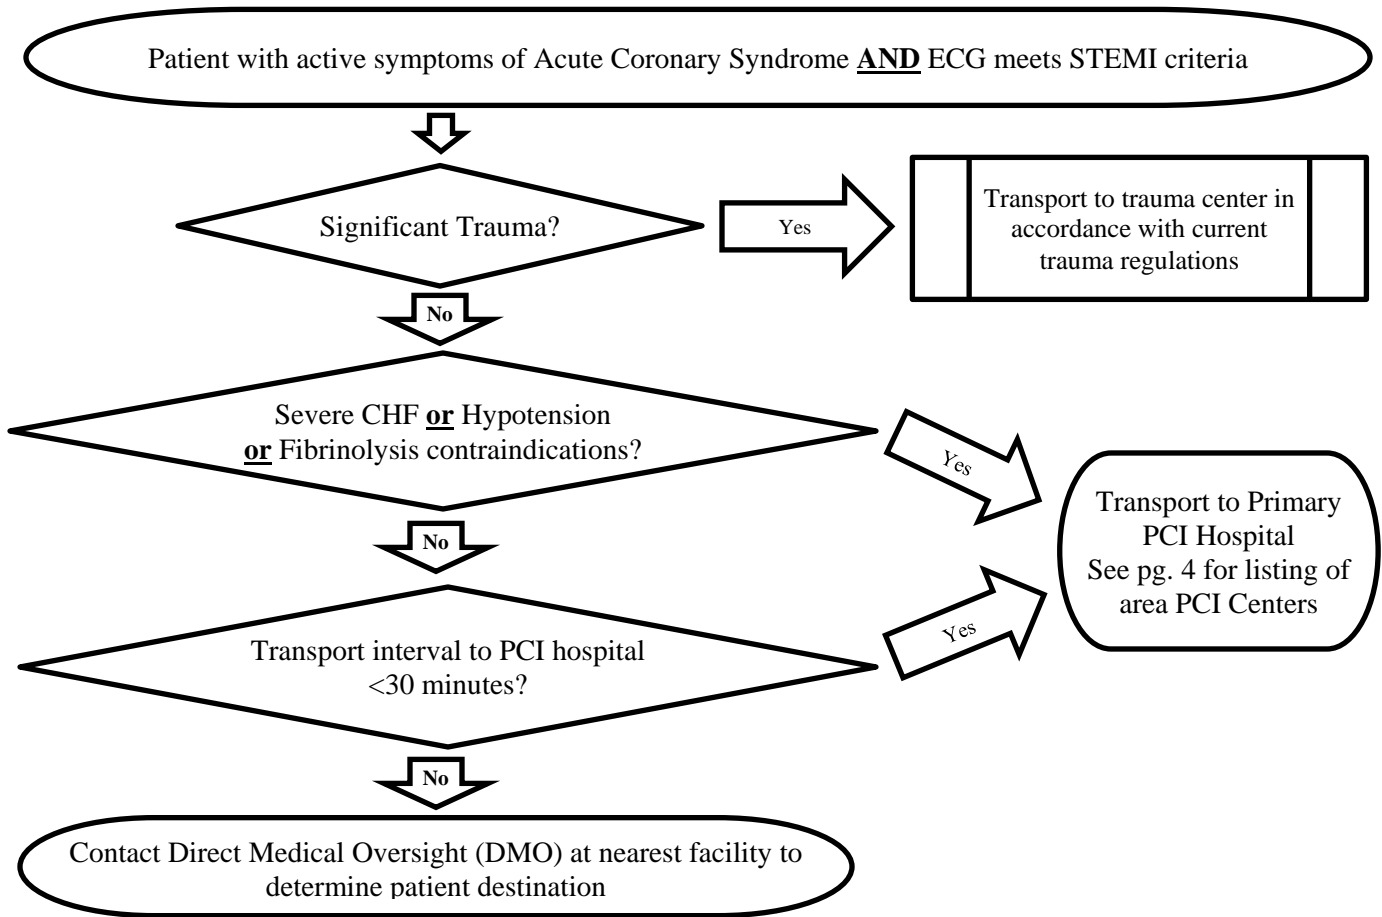 Patient with active symptoms of Acute Coronary Syndrome AND ECG meets STEMI criteria
Significant Trauma?
Yes
Transport to trauma center in
accordance with current
trauma regulations
No
Severe CHF or Hypotension
or Fibrinolysis contraindications?
Yes
Transport to Primary
PCI Hospital
See pg. 4 for listing of
area PCI Centers
No
Transport interval to PCI hospital
<30 minutes?
Yes
No
Contact Direct Medical Oversight (DMO) at nearest facility to
determine patient destination